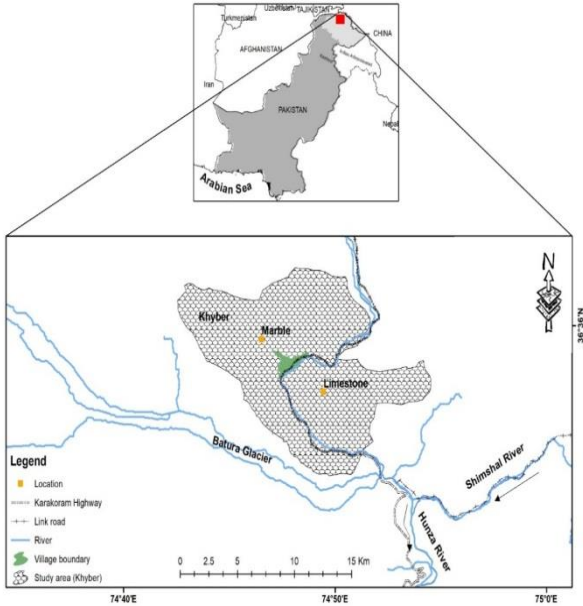 Uzbekistan
TAJIKISTAN
Turkmenistan
CHINA
AFGHANISTAN
Iran
PAKISTAN
Nepal
Arabian Sea
N
36°36'N
Khyber
Marble
Limestone
Batura Glacier
Shimshal River
Hunza River
Legend
Location
Karakoram Highway
Link road
River
Village boundary
Study area (Khyber)
0 2.5 5 10 15 Km
74°40'E 74°50'E 75°0'E